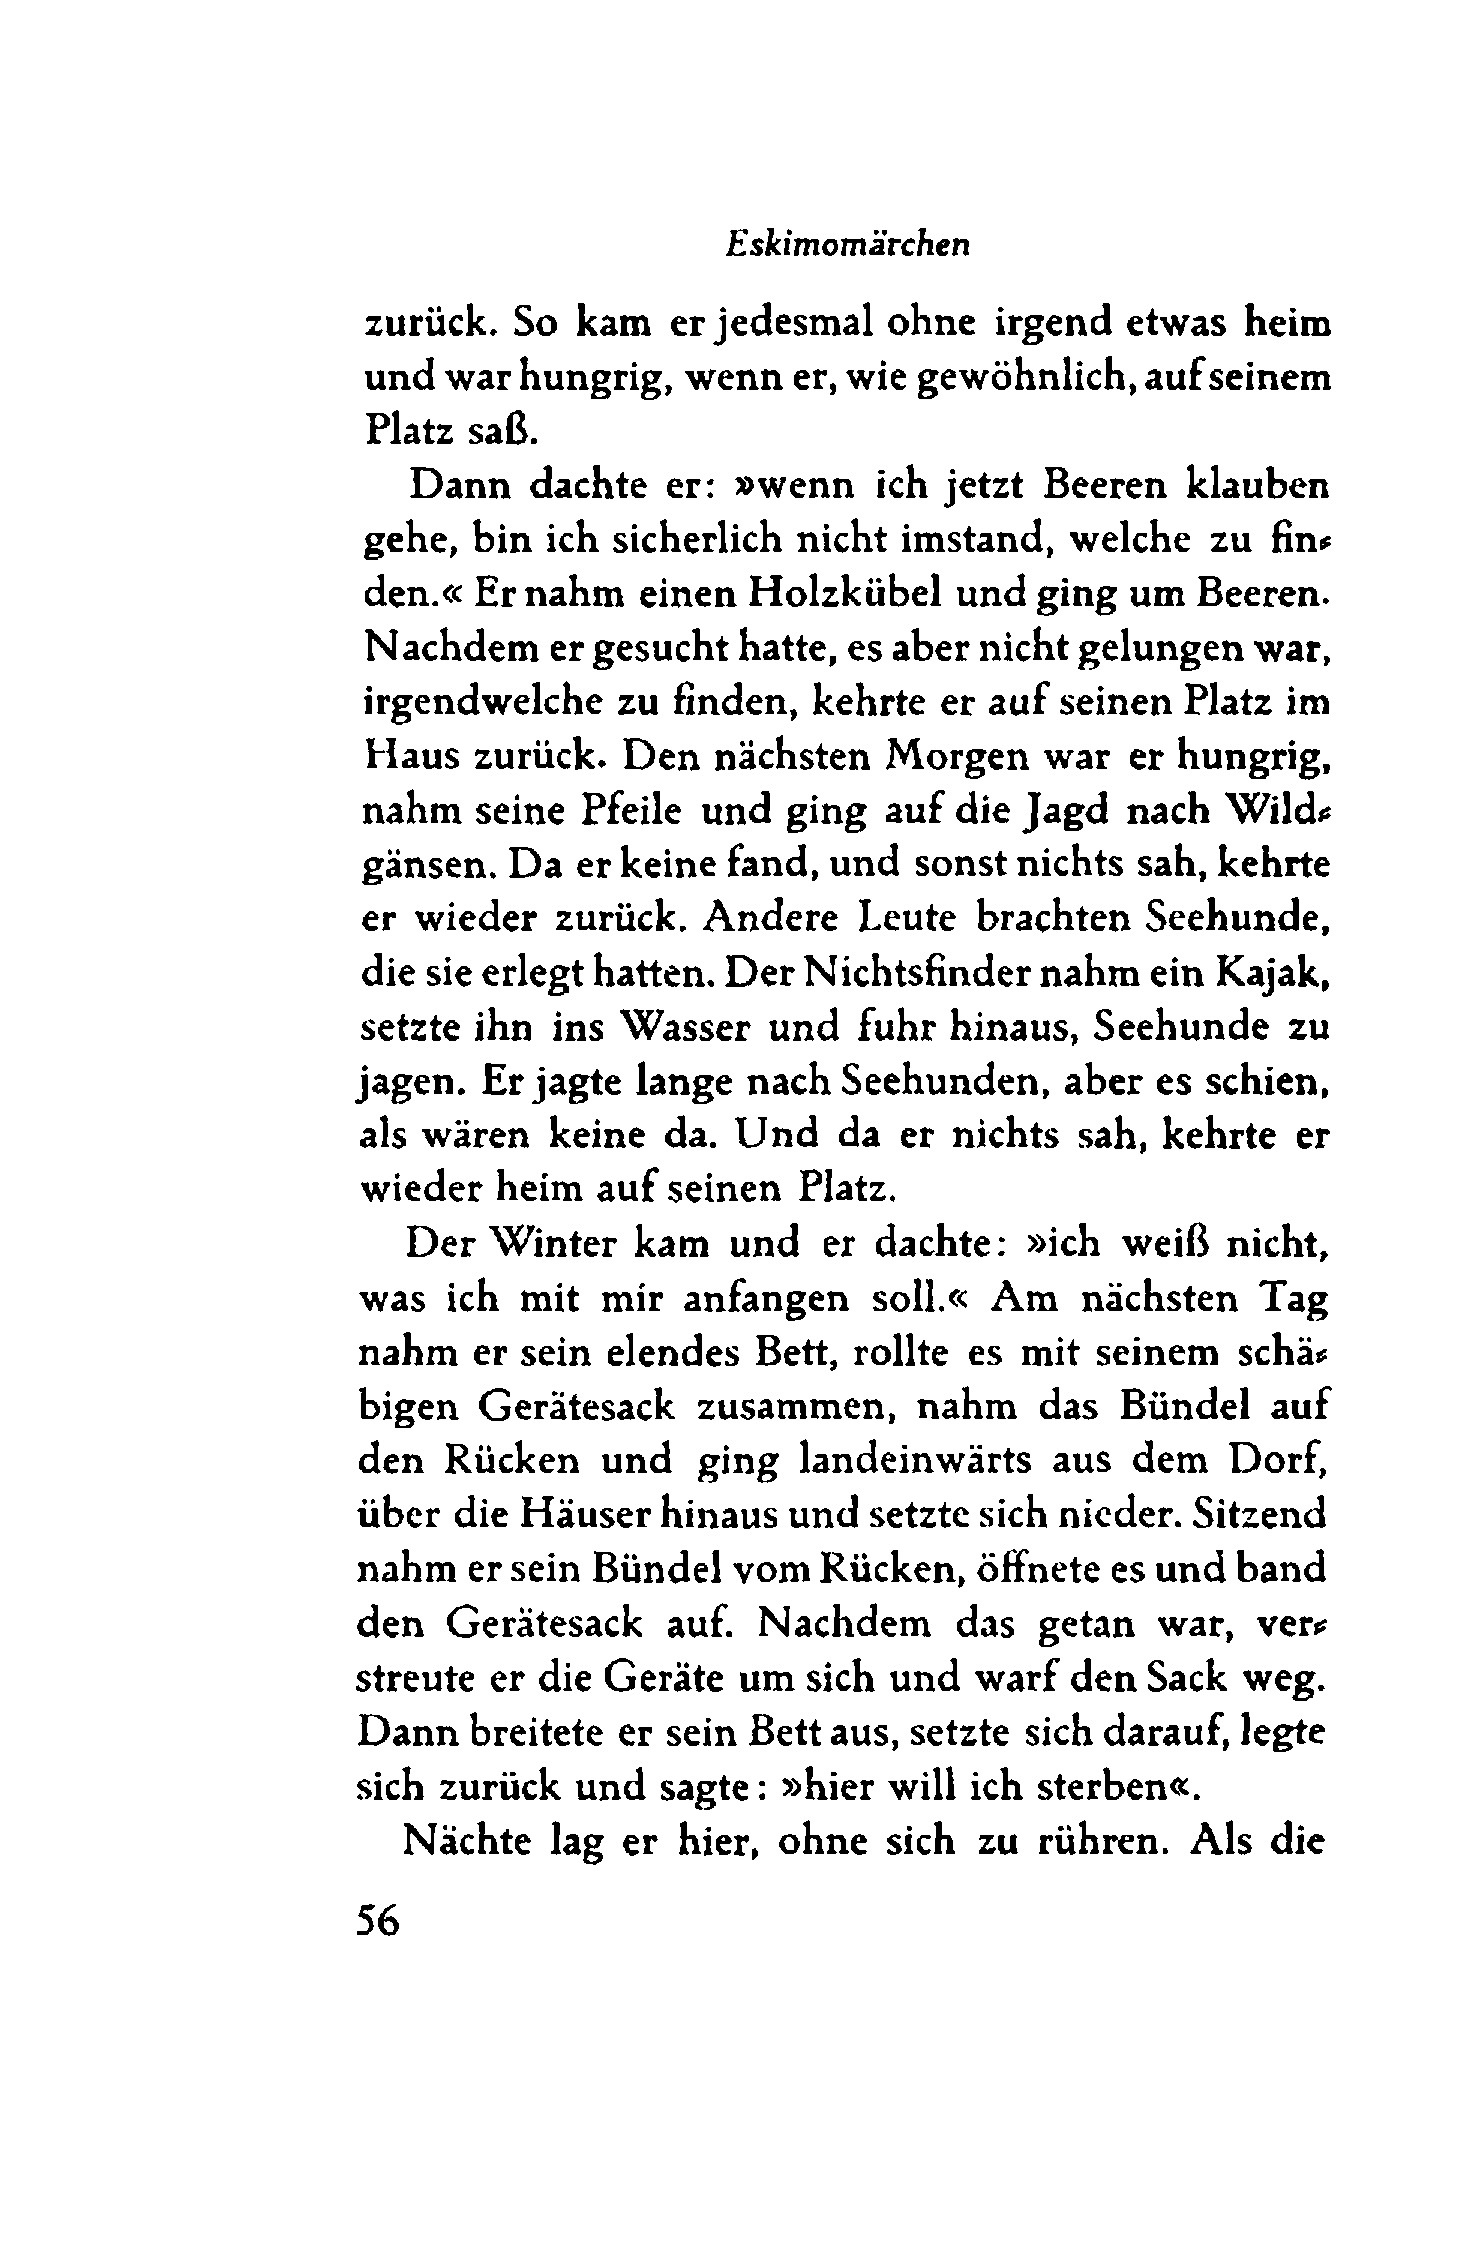 Eskimomärchen
zurück. So kam er jedesmal ohne irgend etwas heim
und war hungrig, wenn er, wie gewöhnlich, auf seinem
Platz saß.
Dann dachte er: »wenn ich jetzt Beeren klauben
gehe, bin ich sicherlich nicht imstand, welche zu fin-
den.« Er nahm einen Holzkübel und ging um Beeren.
Nachdem er gesucht hatte, es aber nicht gelungen war,
irgendwelche zu finden, kehrte er auf seinen Platz im
Haus zurück. Den nächsten Morgen war er hungrig,
nahm seine Pfeile und ging auf die Jagd nach Wild-
gänsen. Da er keine fand, und sonst nichts sah, kehrte
er wieder zurück. Andere Leute brachten Seehunde,
die sie erlegt hatten. Der Nichtsfinder nahm ein Kajak,
setzte ihn ins Wasser und fuhr hinaus, Seehunde zu
jagen. Er jagte lange nach Seehunden, aber es schien,
als wären keine da. Und da er nichts sah, kehrte er
wieder heim auf seinen Platz.
Der Winter kam und er dachte: »ich weiß nicht,
was ich mit mir anfangen soll.« Am nächsten Tag
nahm er sein elendes Bett, rollte es mit seinem schä-
bigen Gerätesack zusammen, nahm das Bündel auf
den Rücken und ging landeinwärts aus dem Dorf,
über die Häuser hinaus und setzte sich nieder. Sitzend
nahm er sein Bündel vom Rücken, öffnete es und band
den Gerätesack auf. Nachdem das getan war, ver-
streute er die Geräte um sich und warf den Sack weg.
Dann breitete er sein Bett aus, setzte sich darauf, legte
sich zurück und sagte: »hier will ich sterben«.
Nächte lag er hier, ohne sich zu rühren. Als die
56